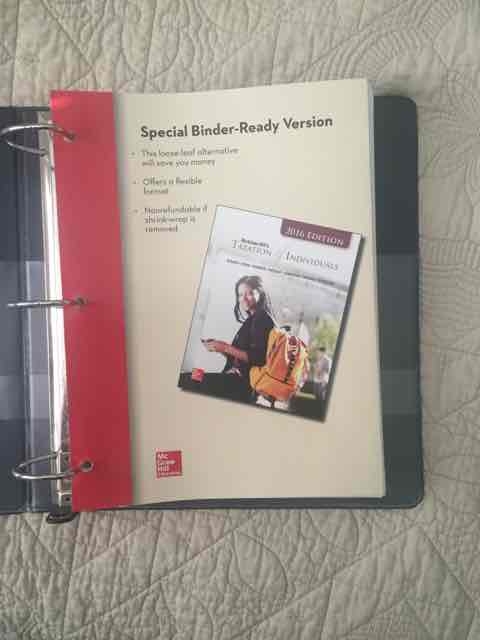 Special Binder-Ready Version
• This loose leaf alternative
will save you money
• Offers a flexible
format
• Nonrefundable if
shrink-wrap is
removed
2016 EDITION
McGraw-Hill's
TAXATION of INDIVIDUALS
Mc
Graw
Hill
Education